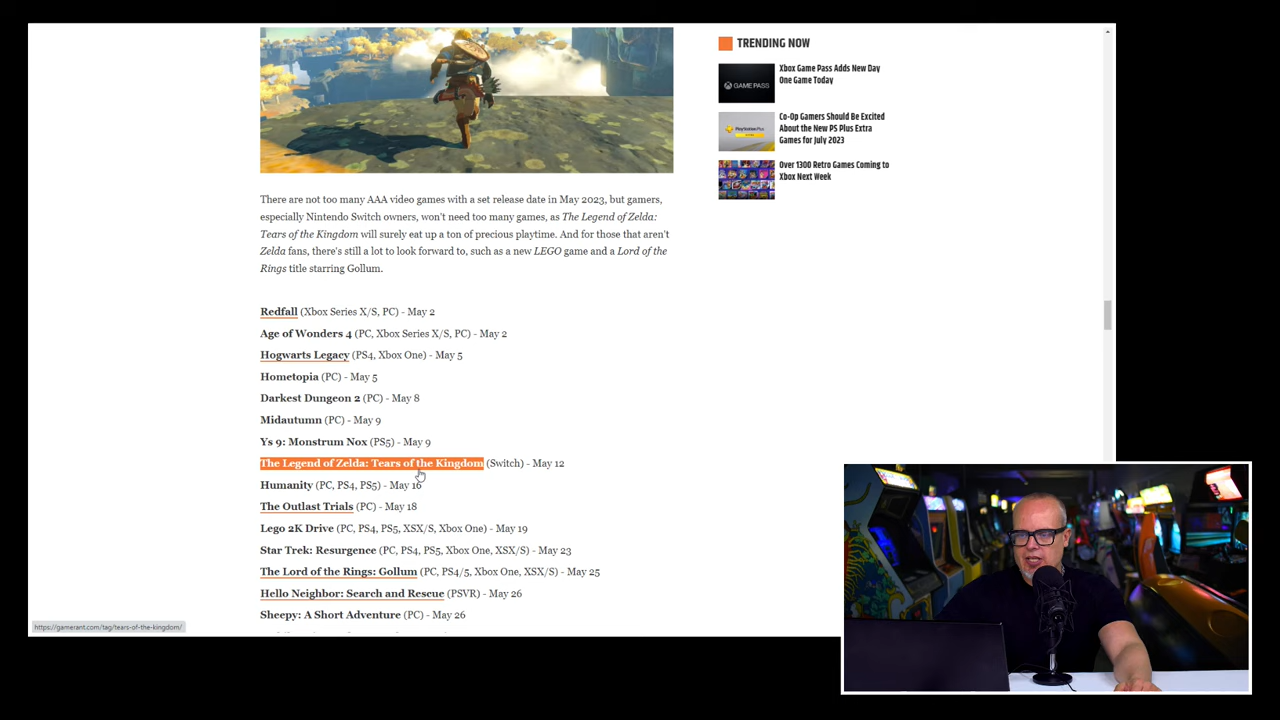 There are not too many AAA video games with a set release date in May 2023, but gamers,
especially Nintendo Switch owners, won't need too many games, as The Legend of Zelda:
Tears of the Kingdom will surely eat up a ton of precious playtime. And for those that aren't
Zelda fans, there's still a lot to look forward to, such as a new LEGO game and a Lord of the
Rings title starring Gollum.
Redfall (Xbox Series X/S, PC) - May 2
Age of Wonders 4 (PC, Xbox Series X/S, PC) - May 2
Hogwarts Legacy (PS4, Xbox One) - May 5
Hometopia (PC) - May 5
Darkest Dungeon 2 (PC) - May 8
Midautumn (PC) - May 9
Ys 9: Monstrum Nox (PS5) - May 9
The Legend of Zelda: Tears of the Kingdom (Switch) - May 12
Humanity (PC, PS4, PS5) - May 16
The Outlast Trials (PC) - May 18
Lego 2K Drive (PC, PS4, PS5, XSX/S, Xbox One) - May 19
Star Trek: Resurgence (PC, PS4, PS5, Xbox One, XSX/S) - May 23
The Lord of the Rings: Gollum (PC, PS4/5, Xbox One, XSX/S) - May 25
Hello Neighbor: Search and Rescue (PSVR) - May 26
Sheepy: A Short Adventure (PC) - May 26
https://gamerant.com/tag/tears-of-the-kingdom/
TRENDING NOW
GAME PASS
Xbox Game Pass Adds New Day
One Game Today
PlayStation Plus
Co-Op Gamers Should Be Excited
About the New PS Plus Extra
Games for July 2023
Over 1300 Retro Games Coming to
Xbox Next Week